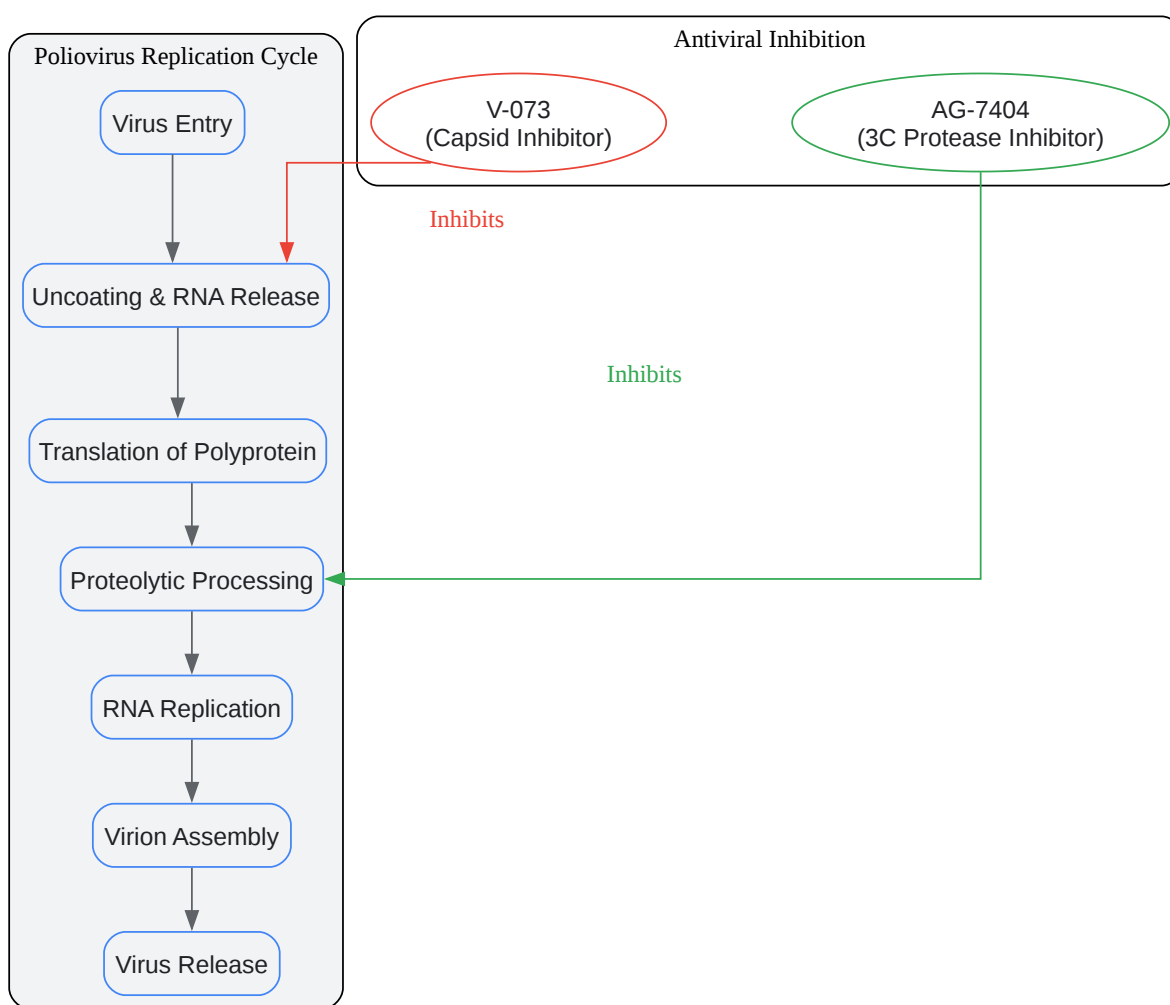 Poliovirus Replication Cycle
Virus Entry
Uncoating & RNA Release
Translation of Polyprotein
Proteolytic Processing
RNA Replication
Virion Assembly
Virus Release
Antiviral Inhibition
V-073
(Capsid Inhibitor)
AG-7404
(3C Protease Inhibitor)
Inhibits
Inhibits